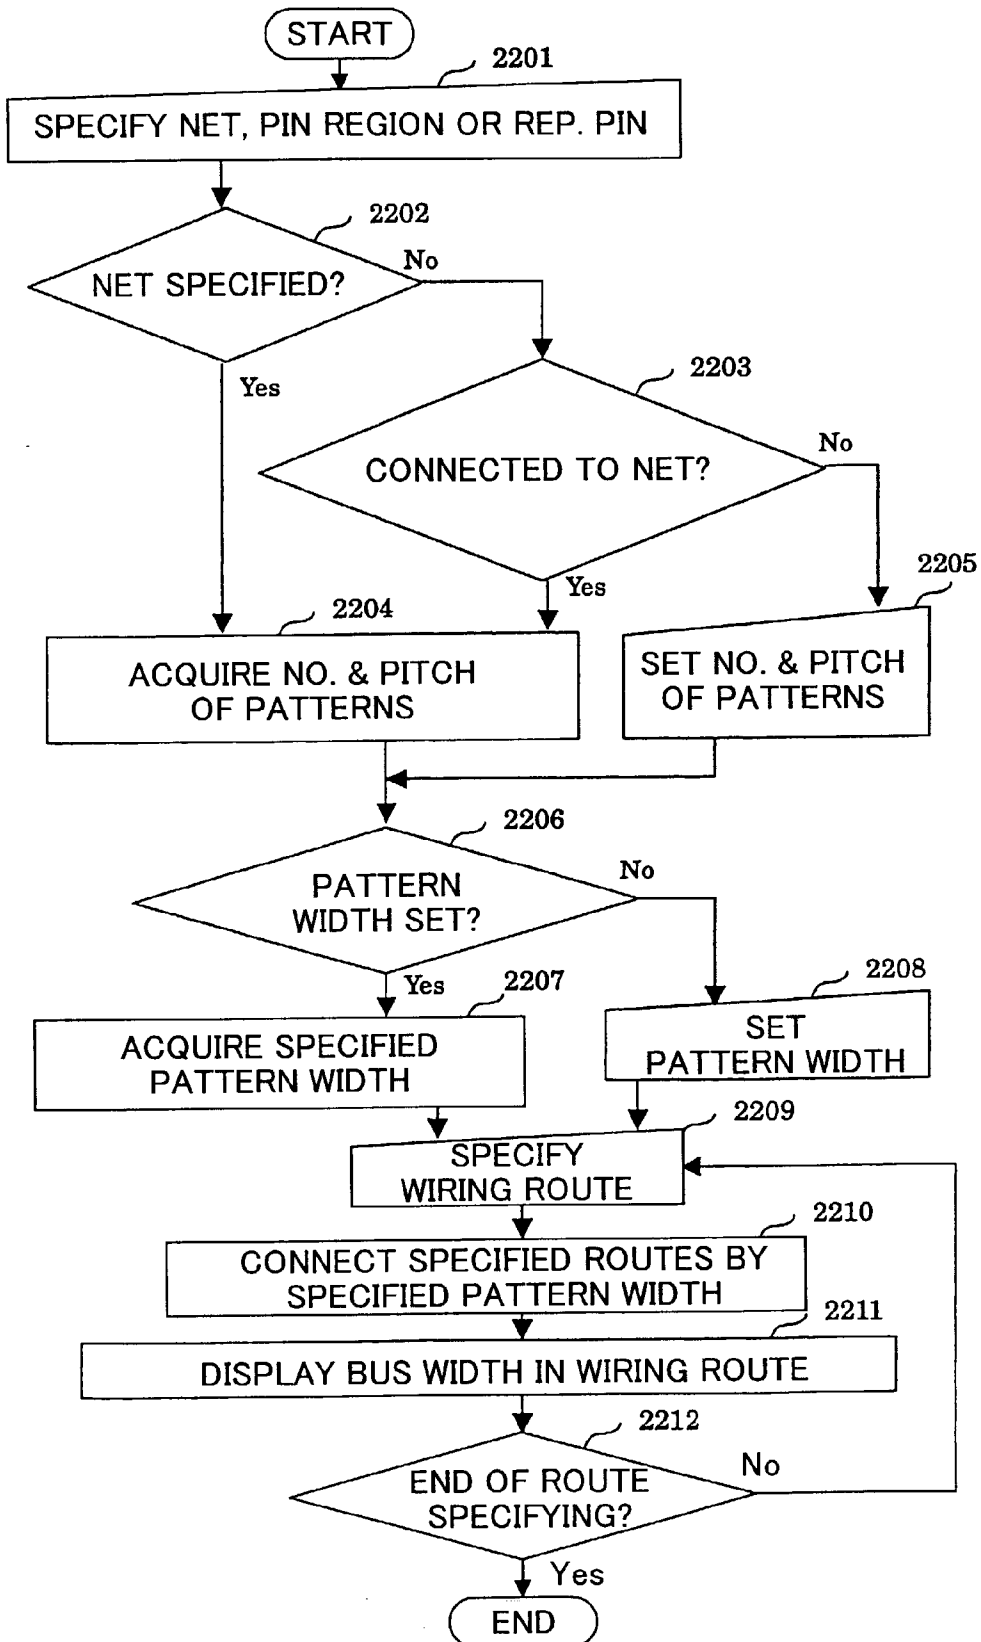 START
2201
SPECIFY NET, PIN REGION OR REP. PIN
2202
NET SPECIFIED?
No
Yes
2203
CONNECTED TO NET?
No
Yes
2204
ACQUIRE NO. & PITCH
OF PATTERNS
2205
SET NO. & PITCH
OF PATTERNS
2206
PATTERN
WIDTH SET?
No
Yes
2207
ACQUIRE SPECIFIED
PATTERN WIDTH
2208
SET
PATTERN WIDTH
2209
SPECIFY
WIRING ROUTE
2210
CONNECT SPECIFIED ROUTES BY
SPECIFIED PATTERN WIDTH
2211
DISPLAY BUS WIDTH IN WIRING ROUTE
2212
END OF ROUTE
SPECIFYING?
No
Yes
END